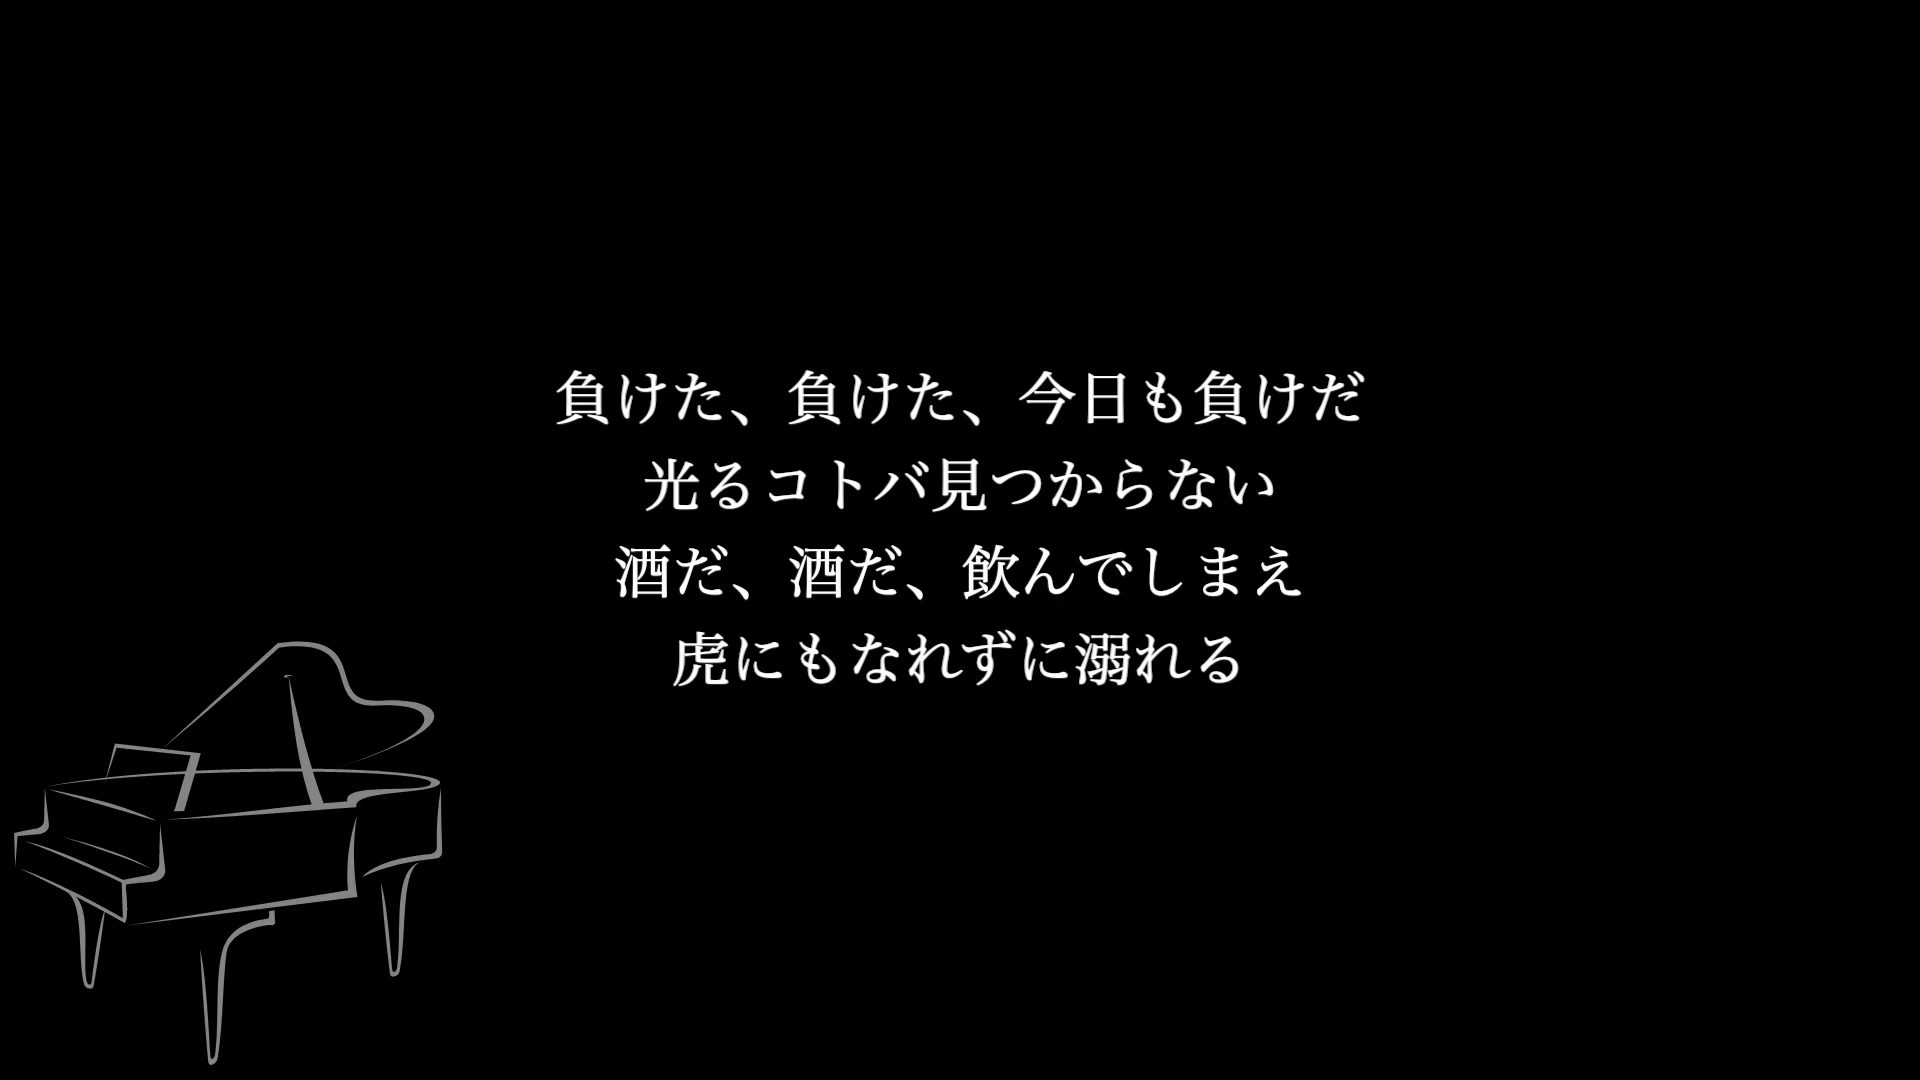 負けた、負けた、今日も負けだ
光るコトバ見つからない
酒だ、酒だ、飲んでしまえ
虎にもなれずに溺れる